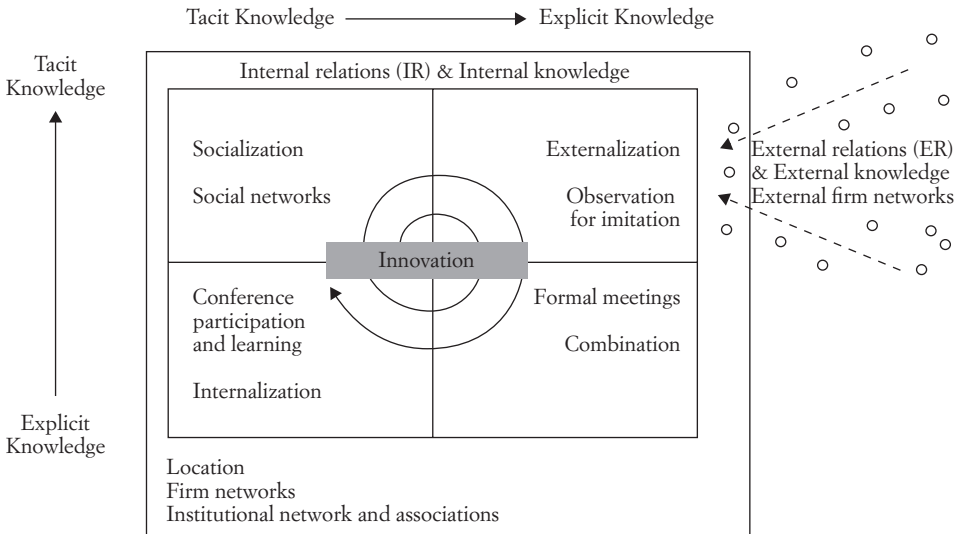 Tacit Knowledge
Explicit Knowledge
Tacit
Knowledge
Internal relations (IR) & Internal knowledge
Socialization
Social networks
Externalization
Observation
for imitation
External relations (ER)
& External knowledge
External firm networks
Innovation
Conference
participation
and learning
Internalization
Formal meetings
Combination
Explicit
Knowledge
Location
Firm networks
Institutional network and associations